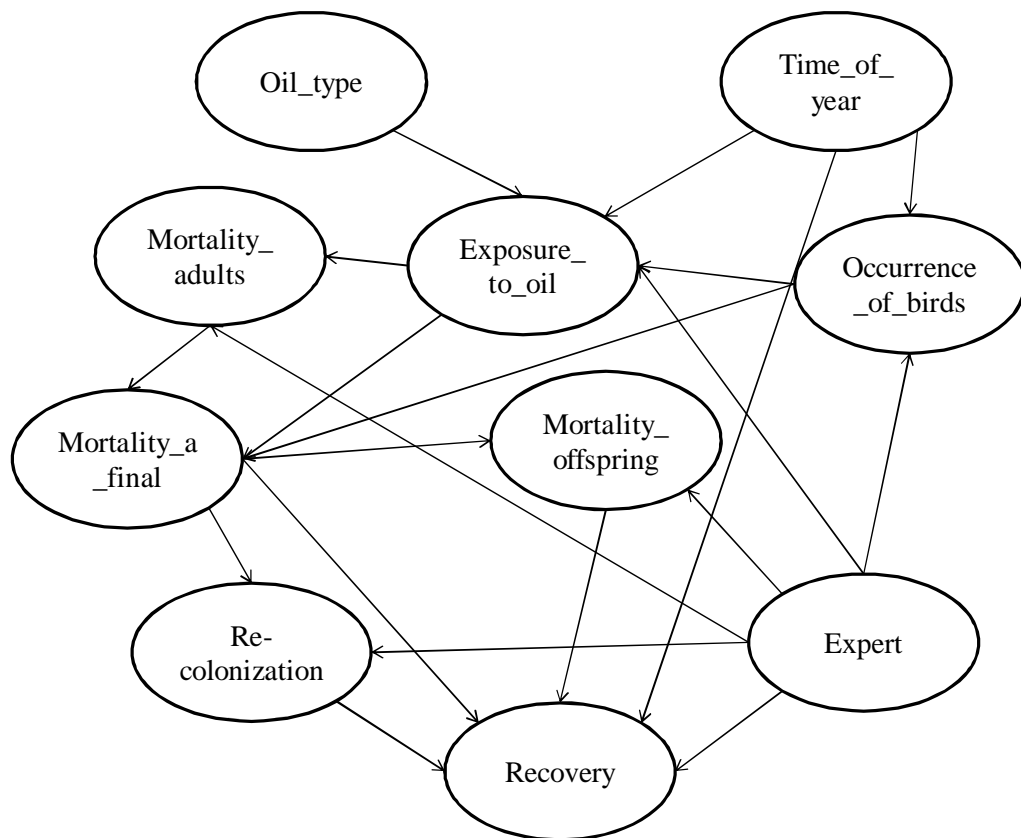 Oil_type
Time_of_
year
Mortality_
adults
Exposure_
to_oil
Occurrence
_of_birds
Mortality_a
_final
Mortality_
offspring
Re-
colonization
Expert
Recovery